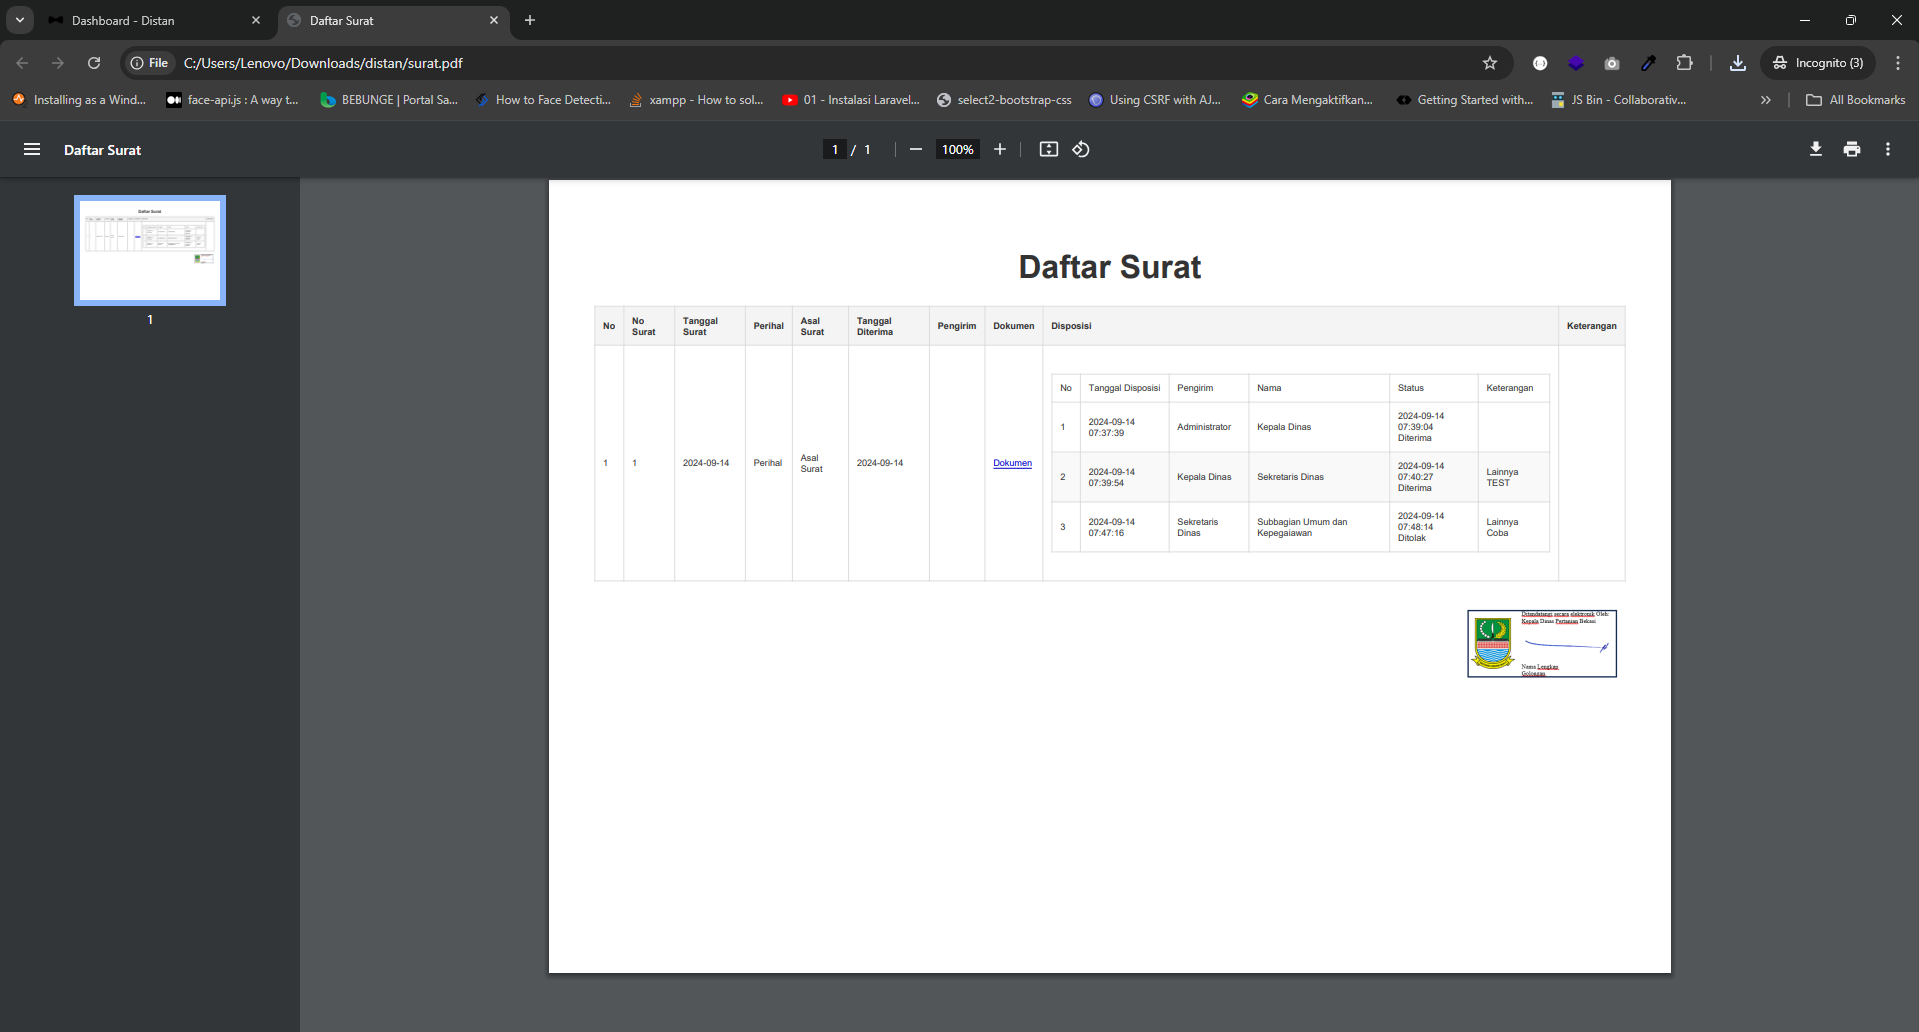 Dashboard - Distan
Daftar Surat
File
C:/Users/Lenovo/Downloads/distan/surat.pdf
Incognito (3)
Installing as a Wind...
face-api.js : A way t...
BEBUNGE | Portal Sa...
How to Face Detecti...
xampp - How to sol...
01 - Instalasi Laravel...
select2-bootstrap-css
Using CSRF with AJ...
Cara Mengaktifkan...
Getting Started with...
JS Bin - Collaborativ...
All Bookmarks
Daftar Surat
1 / 1
100%
1
Daftar Surat
No
No Surat
Tanggal Surat
Perihal
Asal Surat
Tanggal Diterima
Pengirim
Dokumen
Disposisi
Keterangan
1
1
2024-09-14
Perihal
Asal Surat
2024-09-14
Dokumen
No Tanggal Disposisi Pengirim Nama Status Keterangan
1
2024-09-14
07:37:39
Administrator
Kepala Dinas
2024-09-14
07:39:04
Diterima
2
2024-09-14
07:39:54
Kepala Dinas
Sekretaris Dinas
2024-09-14
07:40:27
Diterima
Lainnya
TEST
3
2024-09-14
07:47:16
Sekretaris
Dinas
Subbagian Umum dan
Kepegaiawan
2024-09-14
07:48:14
Ditolak
Lainnya
Coba
Ditandatangi secara elektronik Oleh:
Kepala Dinas Pertanian Bekasi
Nama Lengkap
Golongan